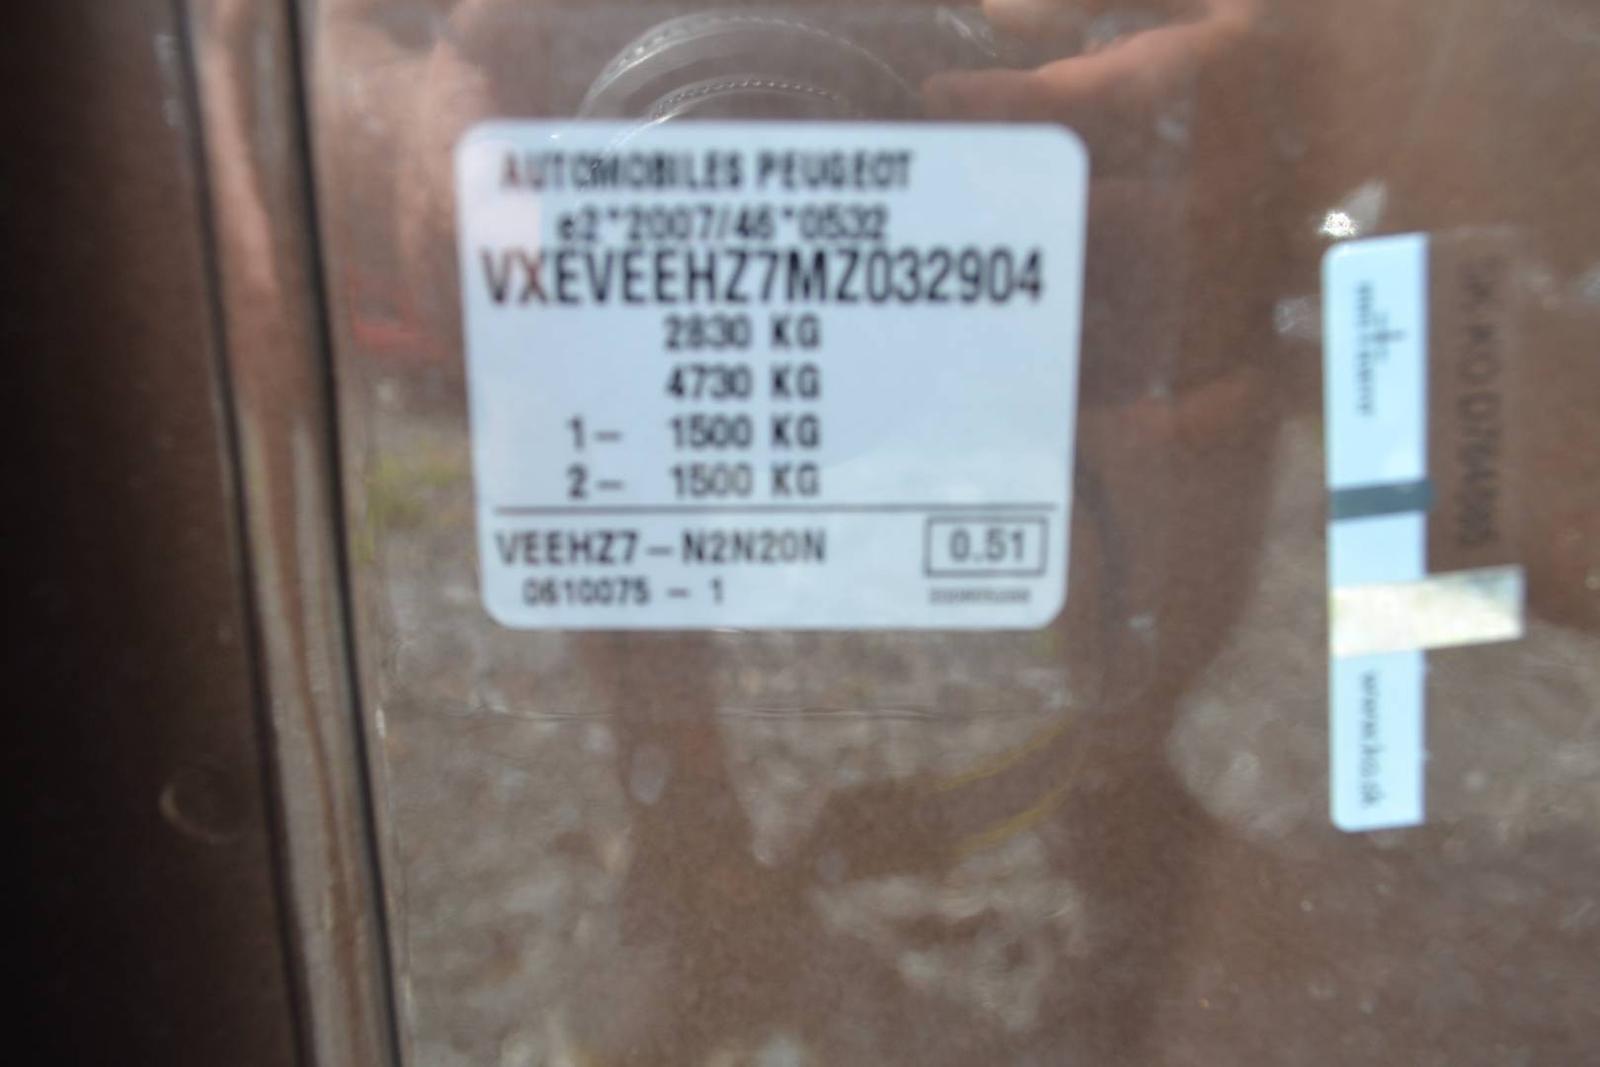 AUTOMOBILES PEUGEOT
e2*2007/46*0532
VXEVEEHZ7MZ032904
2830 KG
4730 KG
1- 1500 KG
2- 1500 KG
VEEHZ7-N2N20N
0.51
0610075 - 1